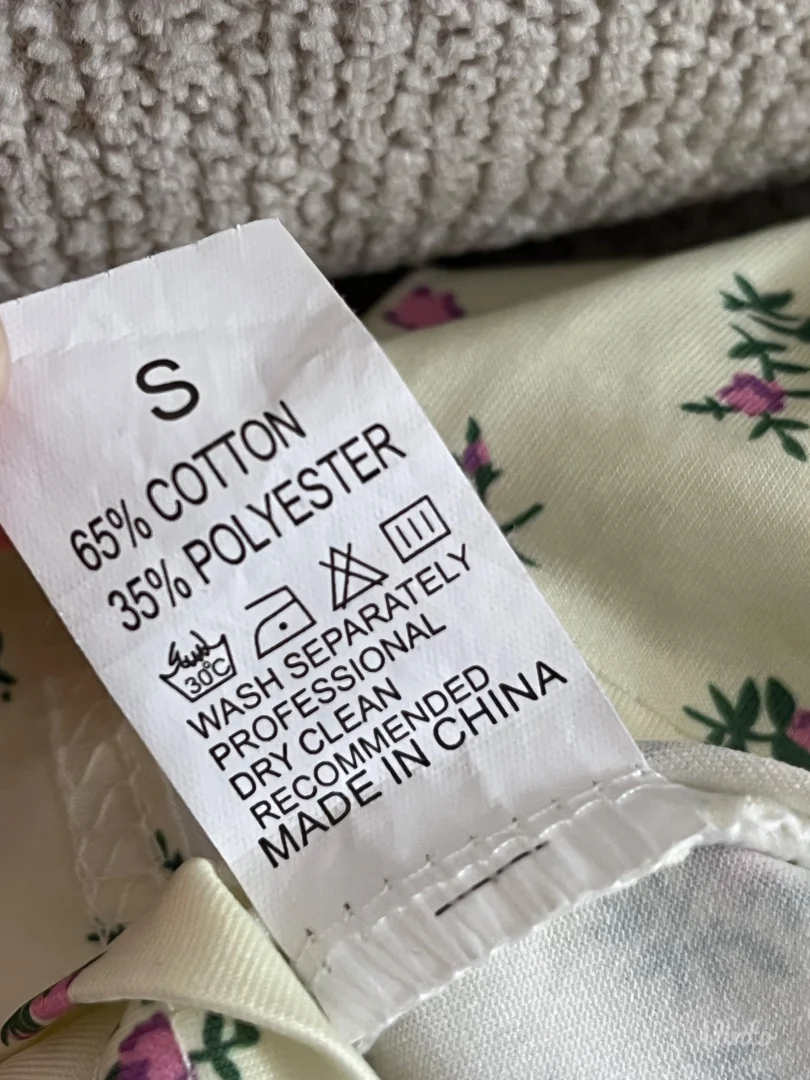 S
65% COTTON
35% POLYESTER
30°C
WASH SEPARATELY
PROFESSIONAL
DRY CLEAN
RECOMMENDED
MADE IN CHINA